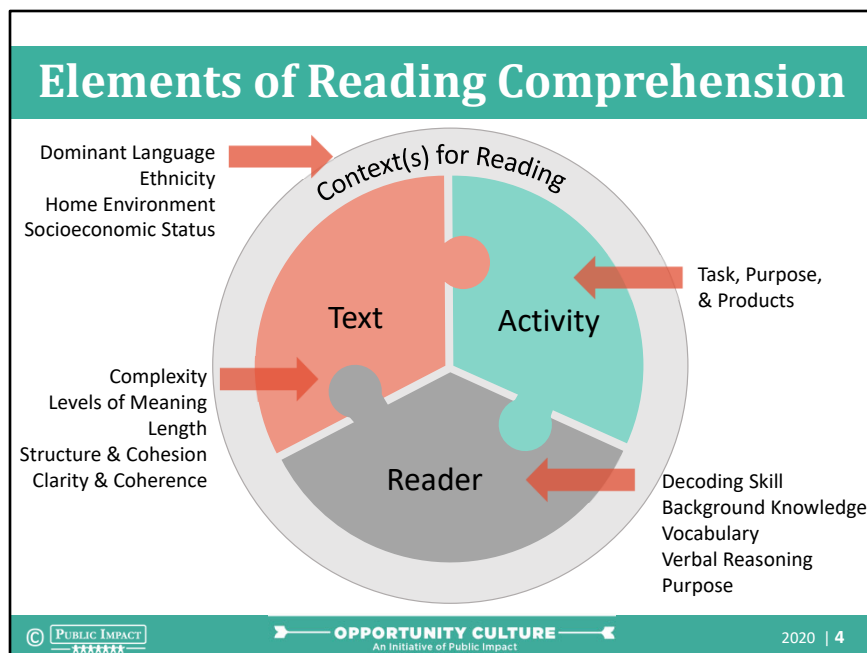 Elements of Reading Comprehension
Dominant Language
Ethnicity
Home Environment
Socioeconomic Status
Context(s) for Reading
Text
Activity
Task, Purpose,
& Products
Complexity
Levels of Meaning
Length
Structure & Cohesion
Clarity & Coherence
Reader
Decoding Skill
Background Knowledge
Vocabulary
Verbal Reasoning
Purpose
© PUBLIC IMPACT
OPPORTUNITY CULTURE
An Initiative of Public Impact
2020 | 4